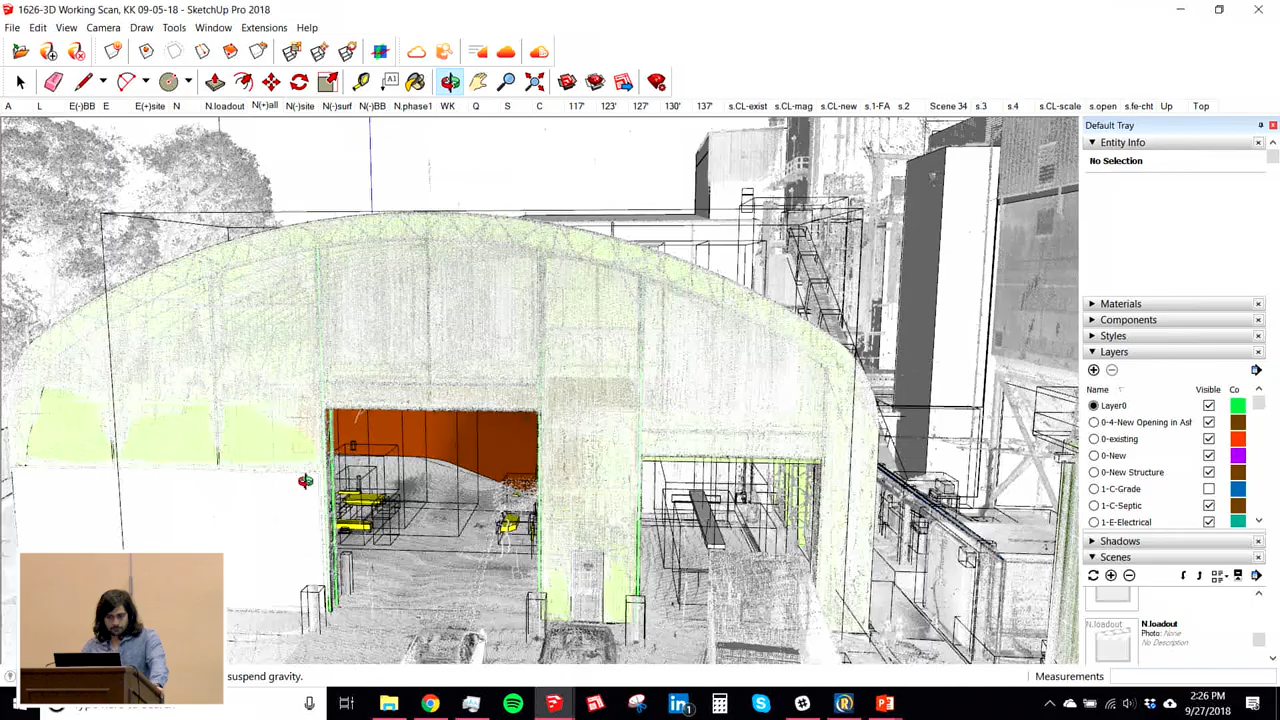 1626-3D Working Scan, KK 09-05-18 - SketchUp Pro 2018
File Edit View Camera Draw Tools Window Extensions Help
A1
A L E(-)BB E E(+)site N N.loadout N(+)all N(-)site N(-)surf N(-)BB N.phase1 WK Q S C 117' 123' 127' 130' 137' s.CL-exist s.CL-mag s.CL-new s.1-FA s.2 Scene 34 s.3 s.4 s.CL-scale s.open s.fe-cht Up Top
Default Tray
Entity Info
No Selection
Materials
Components
Styles
Layers
Name Visible Co
Layer0
0-4-New Opening in Ash
0-existing
0-New
0-New Structure
1-C-Grade
1-C-Septic
1-E-Electrical
Shadows
Scenes
N.loadout
N.loadout
Photo: None
No Description
suspend gravity.
Measurements
2:26 PM
9/27/2018